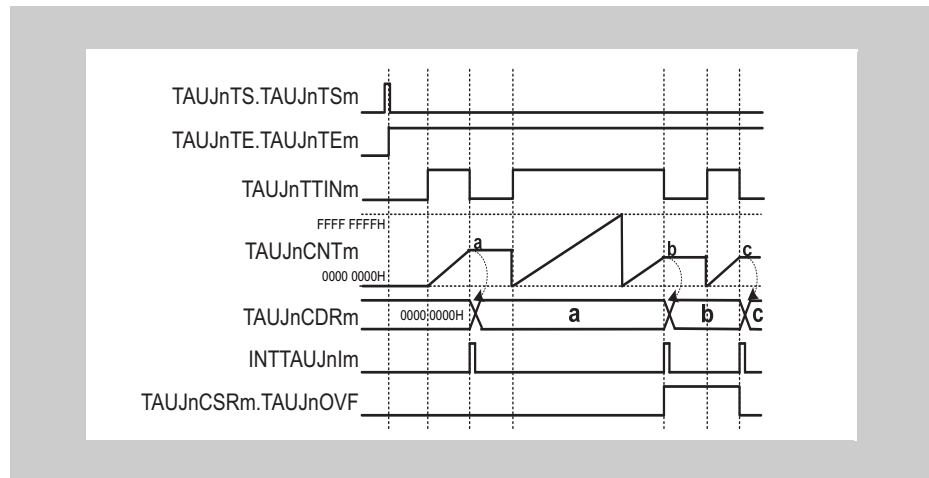 TAUJnTS.TAUJnTSm
TAUJnTE.TAUJnTEm
TAUJnTTINm
FFFF FFFFH
TAUJnCNTm
a
b
c
0000 0000H
TAUJnCDRm
0000 0000H
a
b
c
INTTAUJnIm
TAUJnCSRm.TAUJnOVF